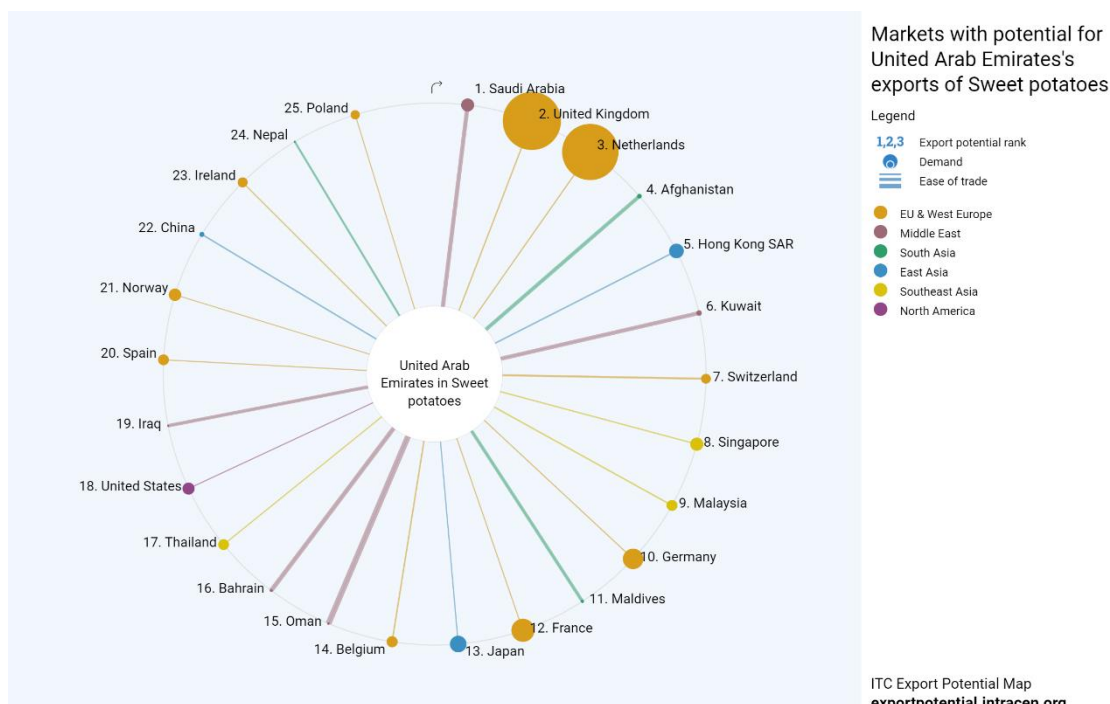 Markets with potential for
United Arab Emirates's
exports of Sweet potatoes
Legend
1,2,3 Export potential rank
Demand
Ease of trade
EU & West Europe
Middle East
South Asia
East Asia
Southeast Asia
North America
1. Saudi Arabia
2. United Kingdom
3. Netherlands
4. Afghanistan
5. Hong Kong SAR
6. Kuwait
7. Switzerland
8. Singapore
9. Malaysia
10. Germany
11. Maldives
12. France
13. Japan
14. Belgium
15. Oman
16. Bahrain
17. Thailand
18. United States
19. Iraq
20. Spain
21. Norway
22. China
23. Ireland
24. Nepal
25. Poland
United Arab
Emirates in Sweet
potatoes
ITC Export Potential Map
exportpotential.intracen.org